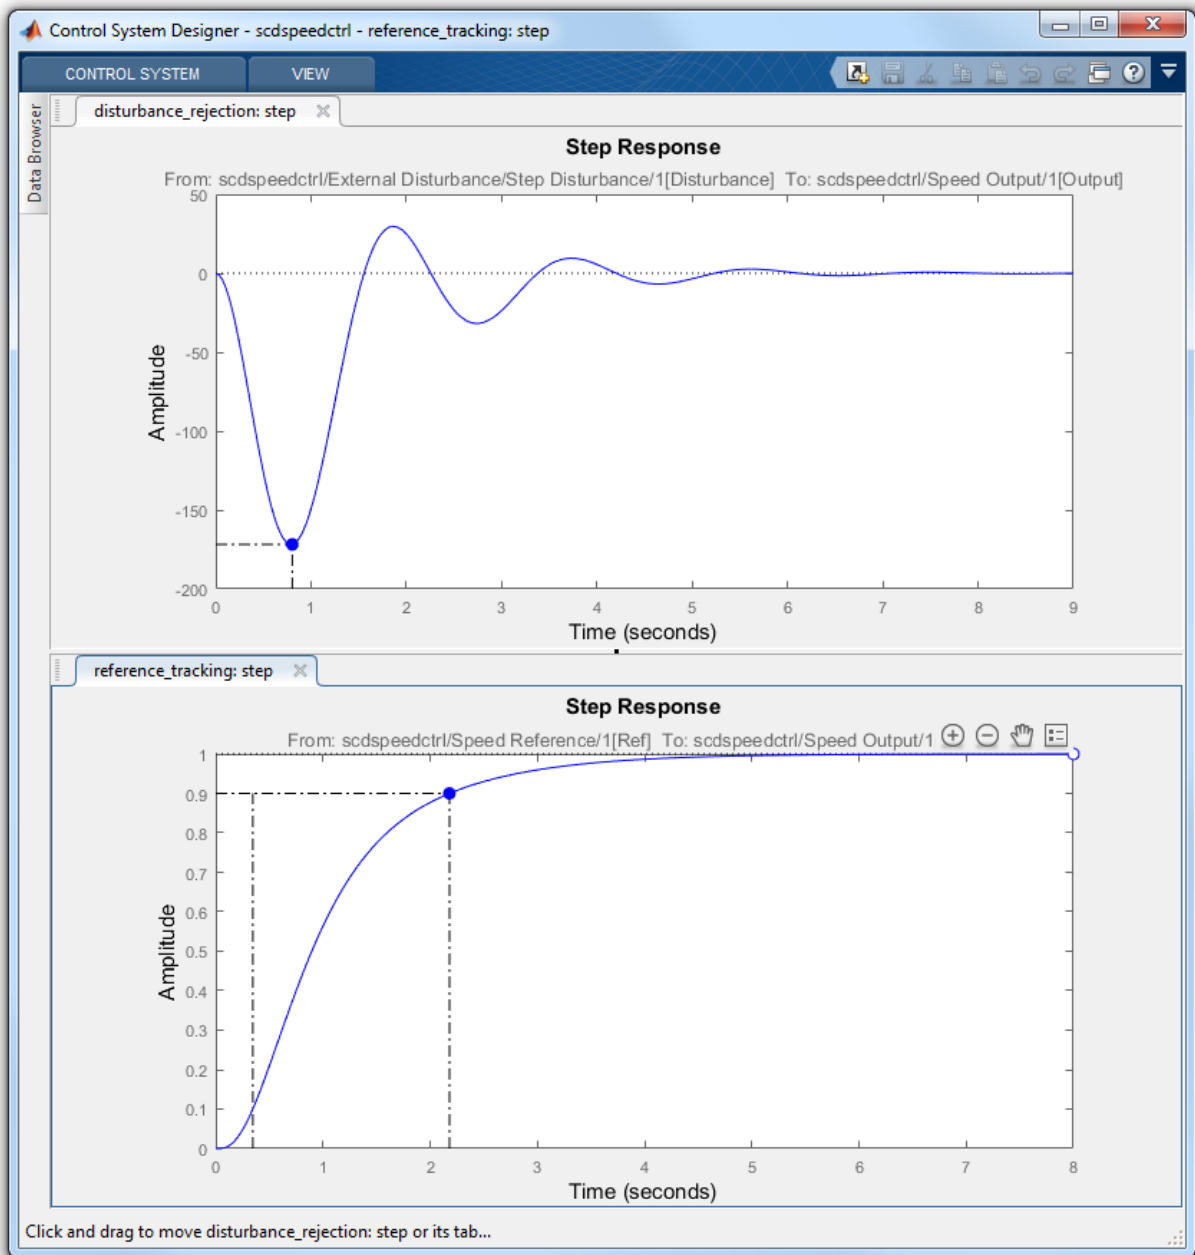 Control System Designer - scdspeedctrl - reference_tracking: step
CONTROL SYSTEM
VIEW
Data Browser
disturbance_rejection: step
Step Response
From: scdspeedctrl/External Disturbance/Step Disturbance/1[Disturbance]  To: scdspeedctrl/Speed Output/1[Output]
50
0
-50
-100
-150
-200
Amplitude
0 1 2 3 4 5 6 7 8 9
Time (seconds)
reference_tracking: step
Step Response
From: scdspeedctrl/Speed Reference/1[Ref]  To: scdspeedctrl/Speed Output/1
1
0.9
0.8
0.7
0.6
0.5
0.4
0.3
0.2
0.1
0
Amplitude
0 1 2 3 4 5 6 7 8
Time (seconds)
Click and drag to move disturbance_rejection: step or its tab...